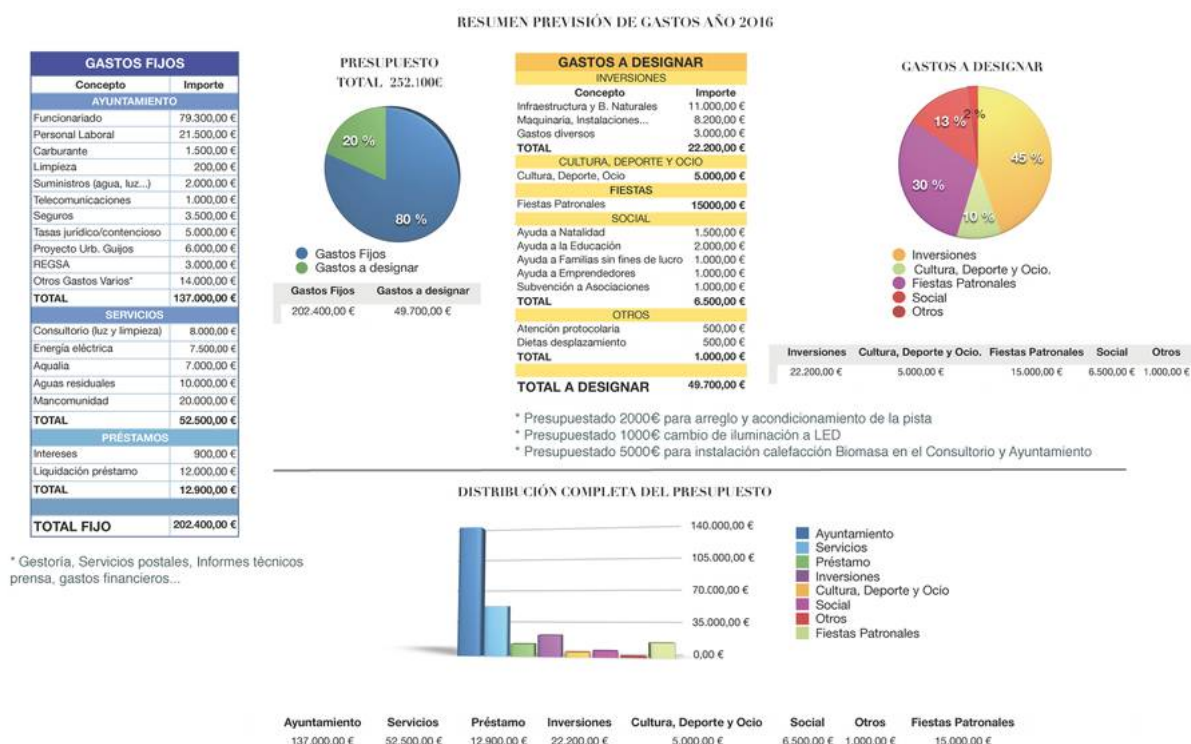 RESUMEN PREVISIÓN DE GASTOS AÑO 2016
GASTOS FIJOS
Concepto Importe
AYUNTAMIENTO
Funcionariado 79.300,00 €
Personal Laboral 21.500,00 €
Carburante 1.500,00 €
Limpieza 200,00 €
Suministros (agua, luz...) 2.000,00 €
Telecomunicaciones 1.000,00 €
Seguros 3.500,00 €
Tasas jurídico/contencioso 5.000,00 €
Proyecto Urb. Guijos 6.000,00 €
REGSA 3.000,00 €
Otros Gastos Varios* 14.000,00 €
TOTAL 137.000,00 €
SERVICIOS
Consultorio (luz y limpieza) 8.000,00 €
Energía eléctrica 7.500,00 €
Aqualia 7.000,00 €
Aguas residuales 10.000,00 €
Mancomunidad 20.000,00 €
TOTAL 52.500,00 €
PRÉSTAMOS
Intereses 900,00 €
Liquidación préstamo 12.000,00 €
TOTAL 12.900,00 €
TOTAL FIJO 202.400,00 €
* Gestoría, Servicios postales, Informes técnicos
prensa, gastos financieros...
PRESUPUESTO
TOTAL 252.100€
20 %
80 %
Gastos Fijos
Gastos a designar
Gastos Fijos Gastos a designar
202.400,00 € 49.700,00 €
GASTOS A DESIGNAR
INVERSIONES
Concepto Importe
Infraestructura y B. Naturales 11.000,00 €
Maquinaria, Instalaciones... 8.200,00 €
Gastos diversos 3.000,00 €
TOTAL 22.200,00 €
CULTURA, DEPORTE Y OCIO
Cultura, Deporte, Ocio 5.000,00 €
FIESTAS
Fiestas Patronales 15000,00 €
SOCIAL
Ayuda a Natalidad 1.500,00 €
Ayuda a la Educación 2.000,00 €
Ayuda a Familias sin fines de lucro 1.000,00 €
Ayuda a Emprendedores 1.000,00 €
Subvención a Asociaciones 1.000,00 €
TOTAL 6.500,00 €
OTROS
Atención protocolaria 500,00 €
Dietas desplazamiento 500,00 €
TOTAL 1.000,00 €
TOTAL A DESIGNAR 49.700,00 €
* Presupuestado 2000€ para arreglo y acondicionamiento de la pista
* Presupuestado 1000€ cambio de iluminación a LED
* Presupuestado 5000€ para instalación calefacción Biomasa en el Consultorio y Ayuntamiento
GASTOS A DESIGNAR
13 %
2 %
45 %
30 %
10 %
Inversiones
Cultura, Deporte y Ocio.
Fiestas Patronales
Social
Otros
Inversiones Cultura, Deporte y Ocio. Fiestas Patronales Social Otros
22.200,00 € 5.000,00 € 15.000,00 € 6.500,00 € 1.000,00 €
DISTRIBUCIÓN COMPLETA DEL PRESUPUESTO
140.000,00 €
105.000,00 €
70.000,00 €
35.000,00 €
0,00 €
Ayuntamiento
Servicios
Préstamo
Inversiones
Cultura, Deporte y Ocio
Social
Otros
Fiestas Patronales
Ayuntamiento Servicios Préstamo Inversiones Cultura, Deporte y Ocio Social Otros Fiestas Patronales
137.000,00 € 52.500,00 € 12.900,00 € 22.200,00 € 5.000,00 € 6.500,00 € 1.000,00 € 15.000,00 €